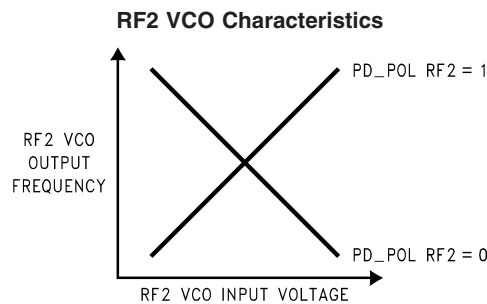 RF2 VCO Characteristics
PD_POL RF2 = 1
RF2 VCO
OUTPUT
FREQUENCY
PD_POL RF2 = 0
RF2 VCO INPUT VOLTAGE